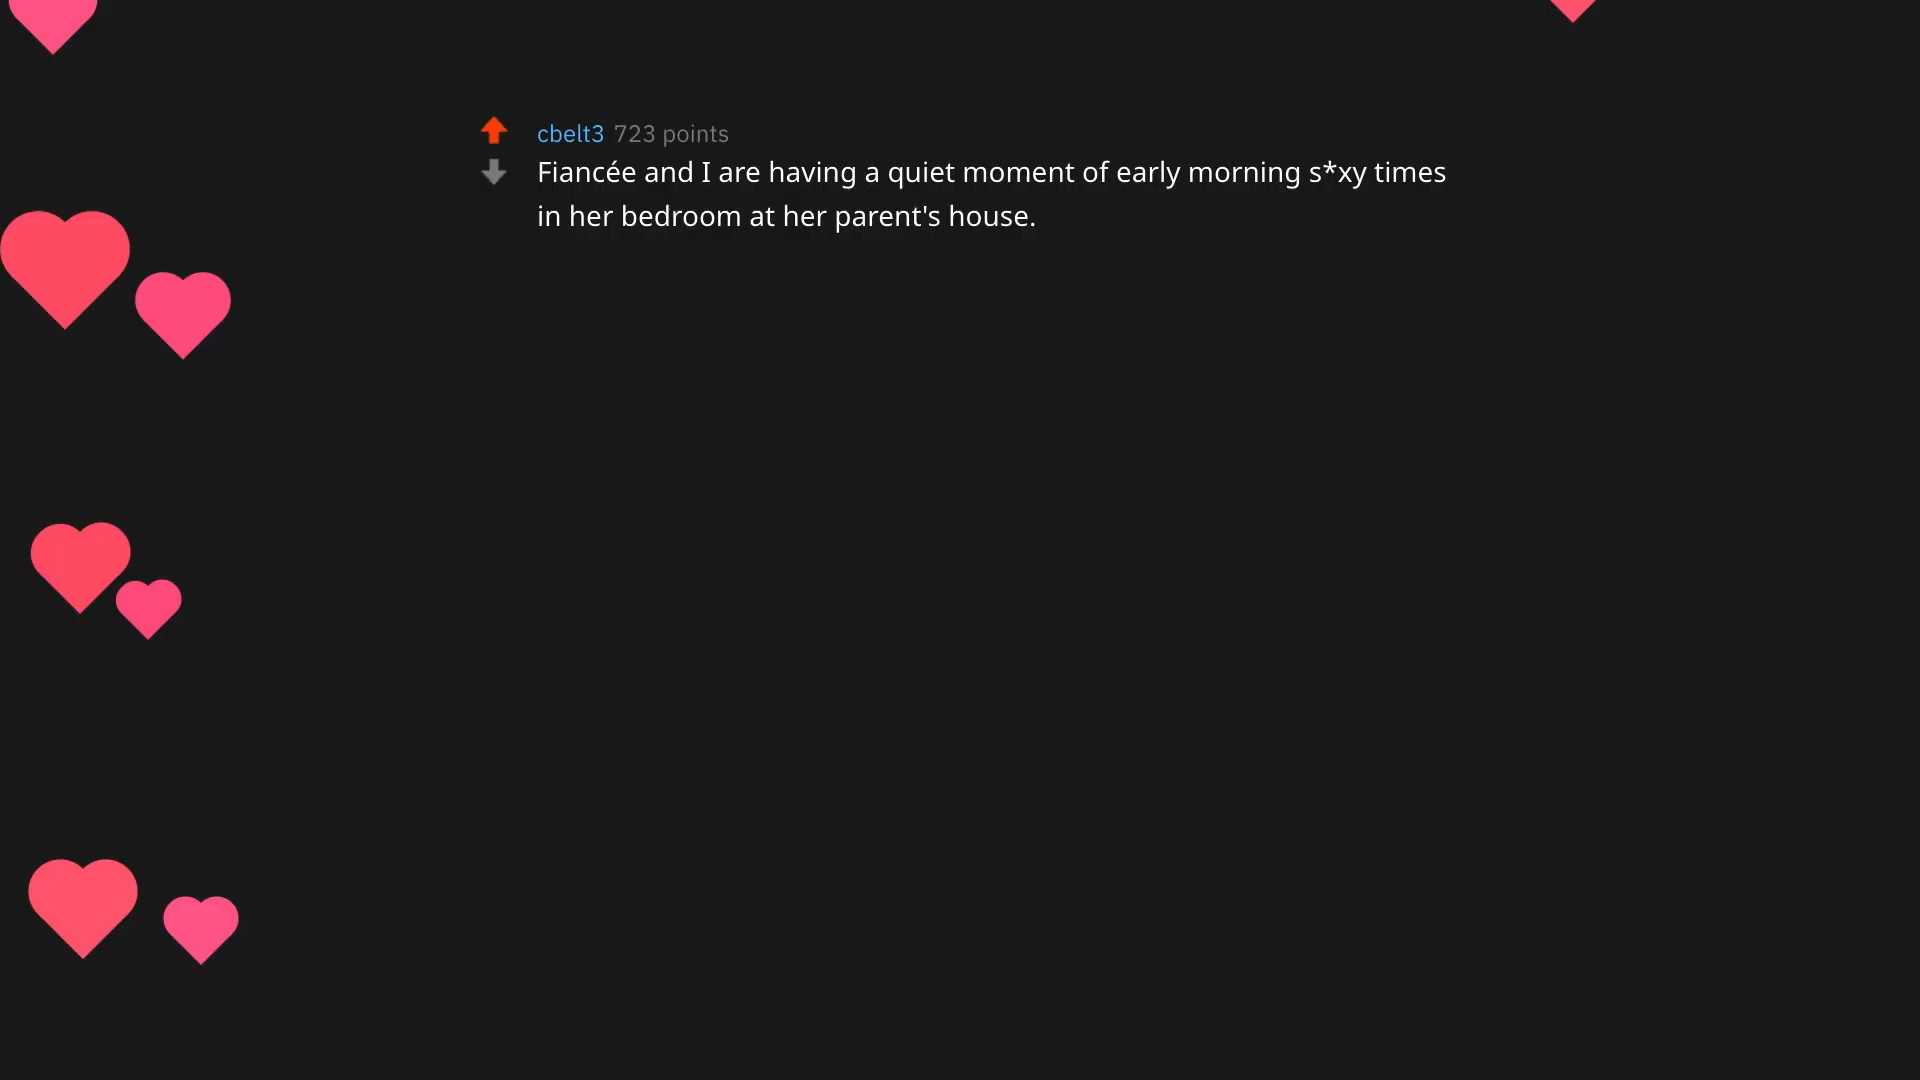 cbelt3 723 points
Fiancée and I are having a quiet moment of early morning s*xy times
in her bedroom at her parent's house.